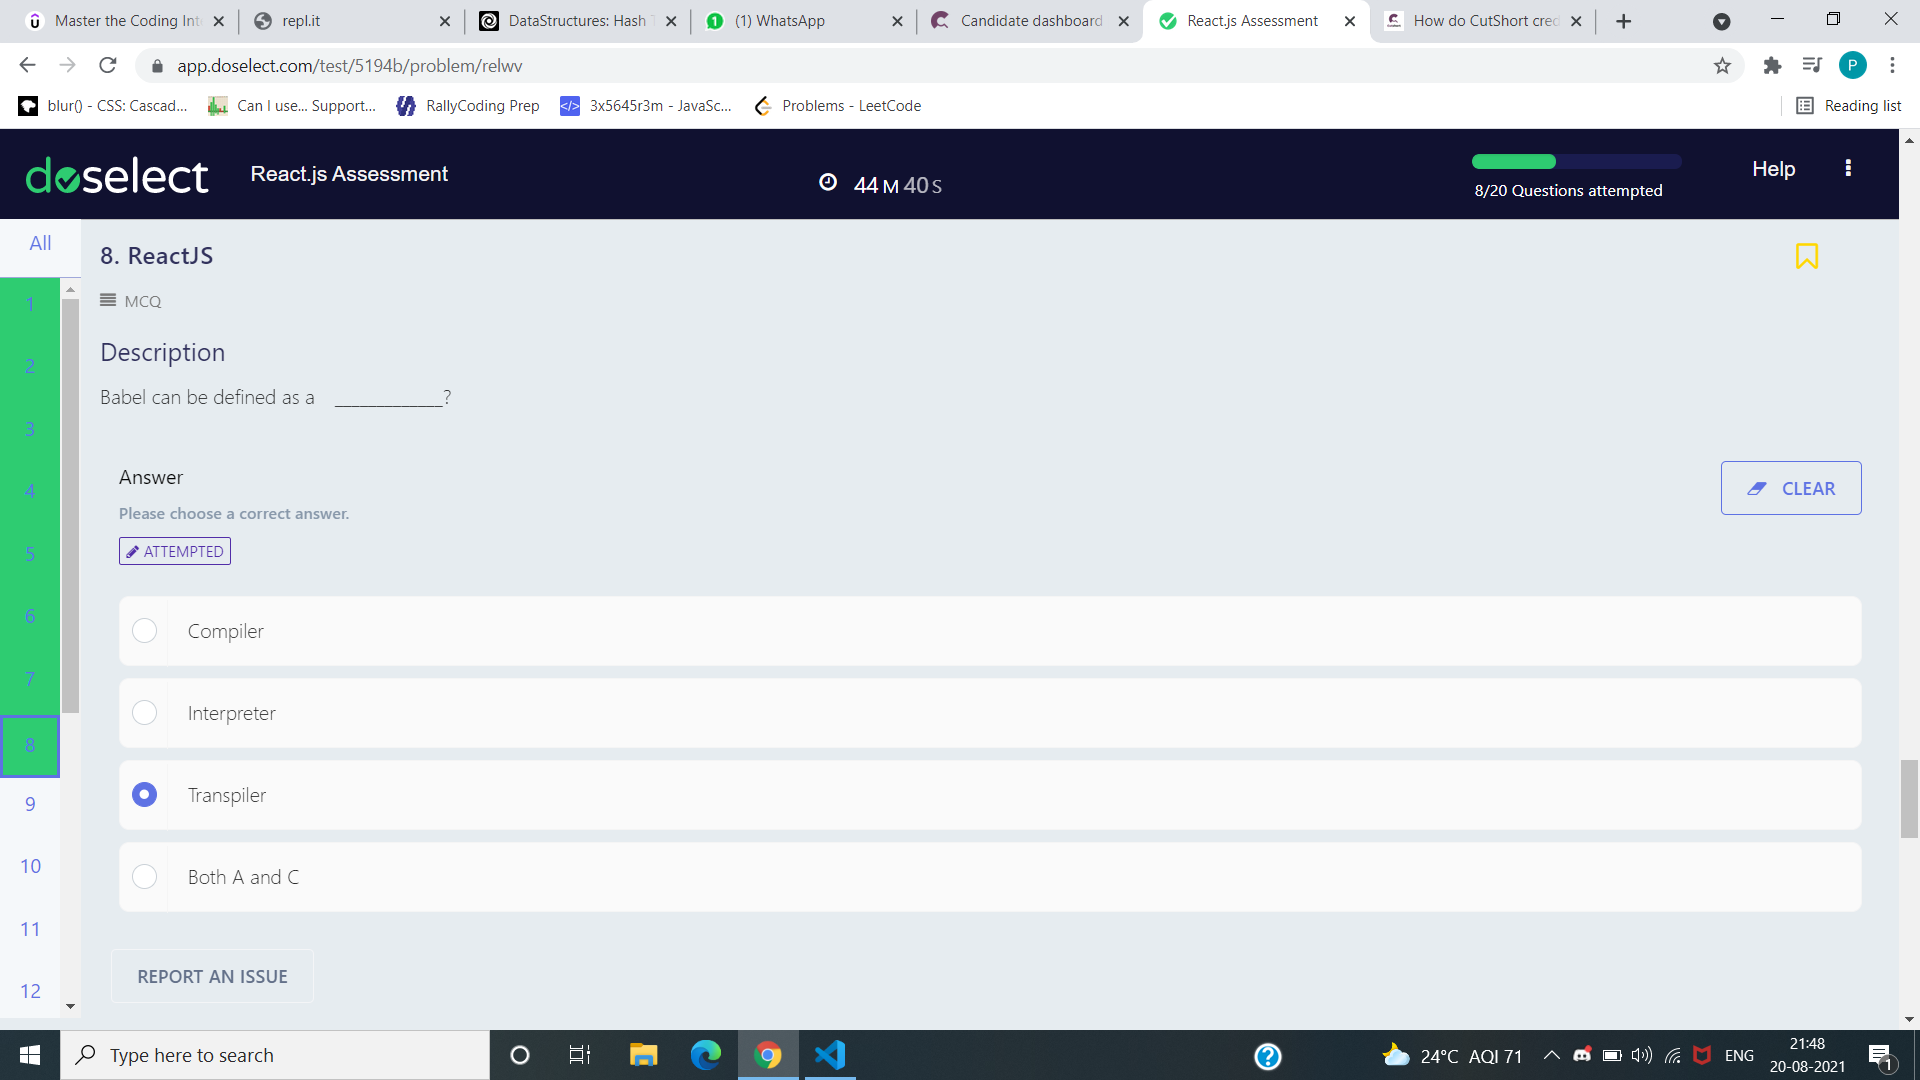 Master the Coding Int
repl.it
DataStructures: Hash T
(1) WhatsApp
Candidate dashboard
React.js Assessment
How do CutShort cred
app.doselect.com/test/5194b/problem/relwv
P
blur() - CSS: Cascad...
Can I use... Support...
RallyCoding Prep
3x5645r3m - JavaSc...
Problems - LeetCode
Reading list
doselect
React.js Assessment
44 M 40 S
8/20 Questions attempted
Help
All
1
2
3
4
5
6
7
8
9
10
11
12
8. ReactJS
MCQ
Description
Babel can be defined as a ____________?
Answer
Please choose a correct answer.
ATTEMPTED
CLEAR
Compiler
Interpreter
Transpiler
Both A and C
REPORT AN ISSUE
Type here to search
24°C AQI 71
ENG
21:48
20-08-2021
1